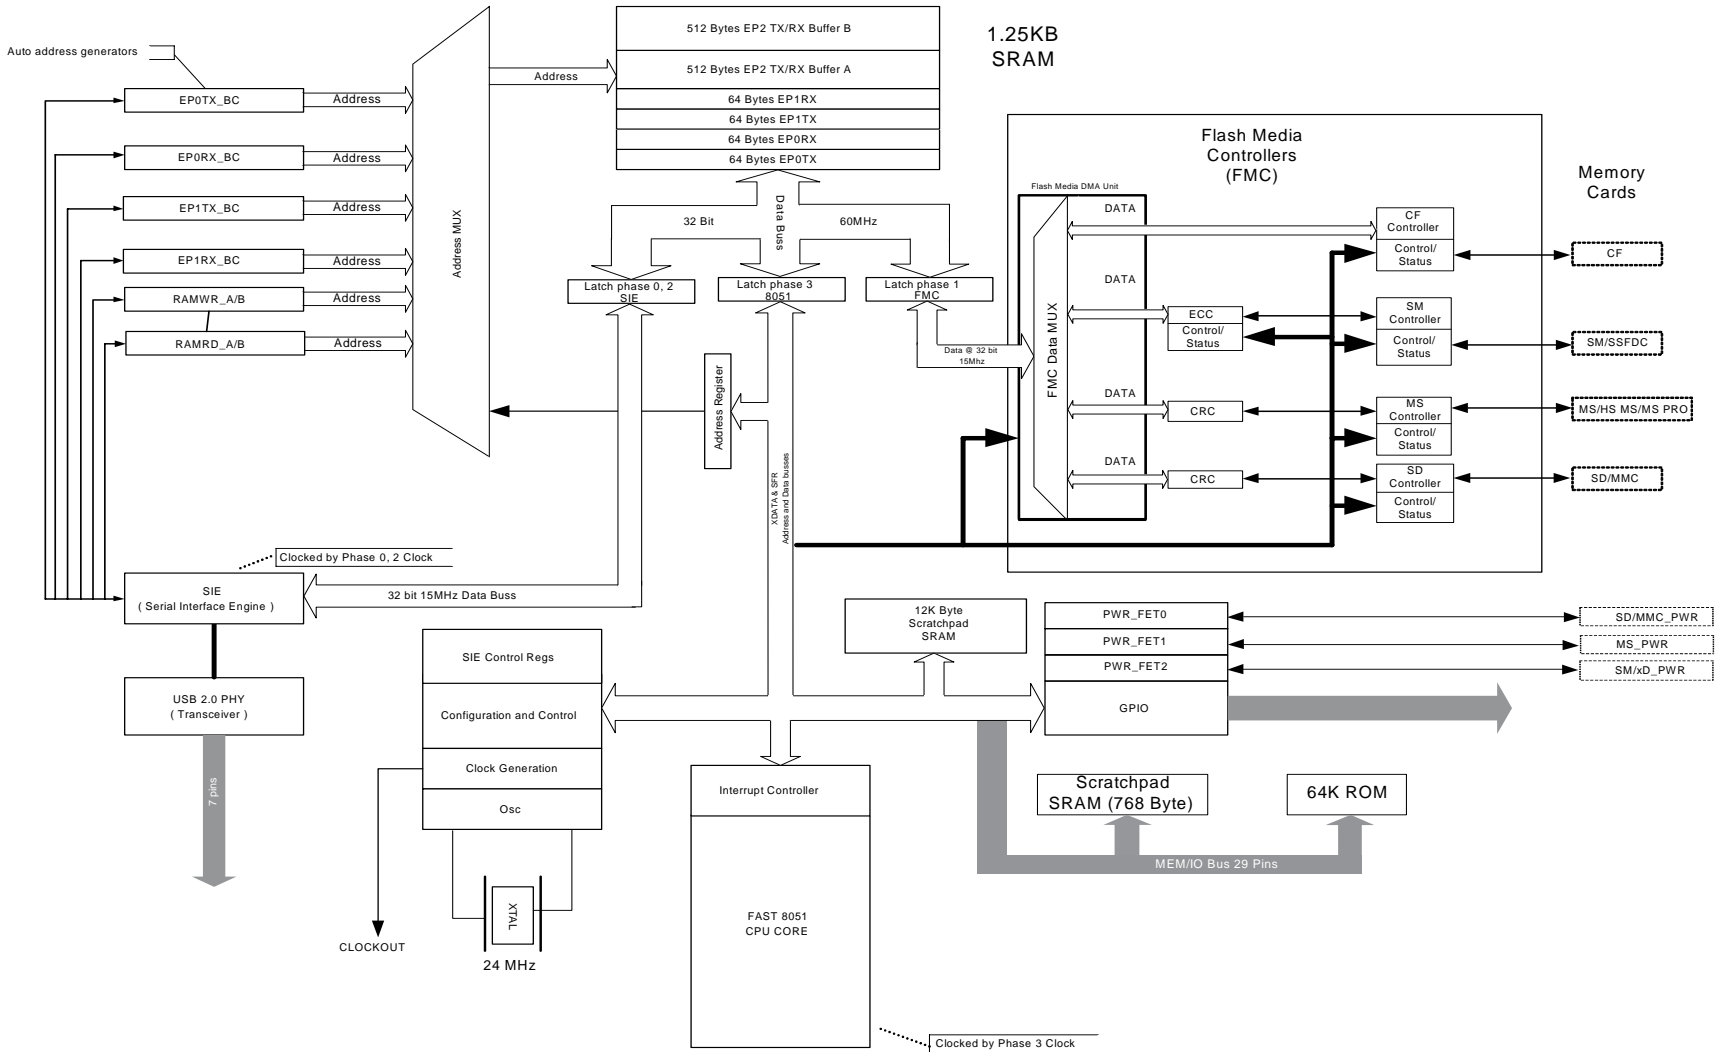 Auto address generators
EP0TX_BC
Address
EP0RX_BC
Address
EP1TX_BC
Address
EP1RX_BC
Address
RAMWR_A/B
Address
RAMRD_A/B
Address
Address MUX
Address
512 Bytes EP2 TX/RX Buffer B
512 Bytes EP2 TX/RX Buffer A
64 Bytes EP1RX
64 Bytes EP1TX
64 Bytes EP0RX
64 Bytes EP0TX
1.25KB
SRAM
32 Bit
Data Buss
60MHz
Latch phase 0, 2
SIE
Latch phase 3
8051
Latch phase 1
FMC
Data @ 32 bit
15Mhz
Address Register
XDATA & SFR
Address and Data busses
Flash Media
Controllers
(FMC)
Flash Media DMA Unit
FMC Data MUX
DATA
DATA
DATA
DATA
ECC
Control/
Status
CRC
CRC
CF
Controller
Control/
Status
SM
Controller
Control/
Status
MS
Controller
Control/
Status
SD
Controller
Control/
Status
Memory
Cards
CF
SM/SSFDC
MS/HS MS/MS PRO
SD/MMC
Clocked by Phase 0, 2 Clock
SIE
( Serial Interface Engine )
32 bit 15MHz Data Buss
USB 2.0 PHY
( Transceiver )
7 pins
SIE Control Regs
Configuration and Control
Clock Generation
Osc
CLOCKOUT
XTAL
24 MHz
12K Byte
Scratchpad
SRAM
PWR_FET0
PWR_FET1
PWR_FET2
GPIO
SD/MMC_PWR
MS_PWR
SM/xD_PWR
Interrupt Controller
FAST 8051
CPU CORE
Scratchpad
SRAM (768 Byte)
64K ROM
MEM/IO Bus 29 Pins
Clocked by Phase 3 Clock